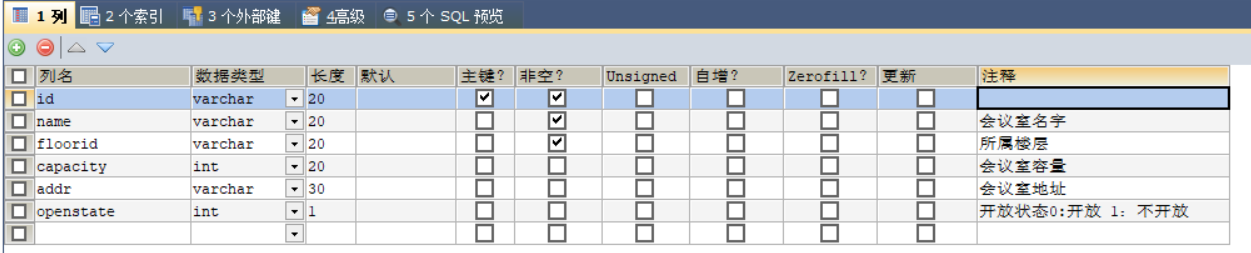 1 列 2 个索引 3 个外部键 4高级 5 个 SQL 预览
列名 数据类型 长度 默认 主键? 非空? Unsigned 自增? Zerofill? 更新 注释
id varchar 20
name varchar 20 会议室名字
floorid varchar 20 所属楼层
capacity int 20 会议室容量
addr varchar 30 会议室地址
openstate int 1 开放状态0:开放 1：不开放